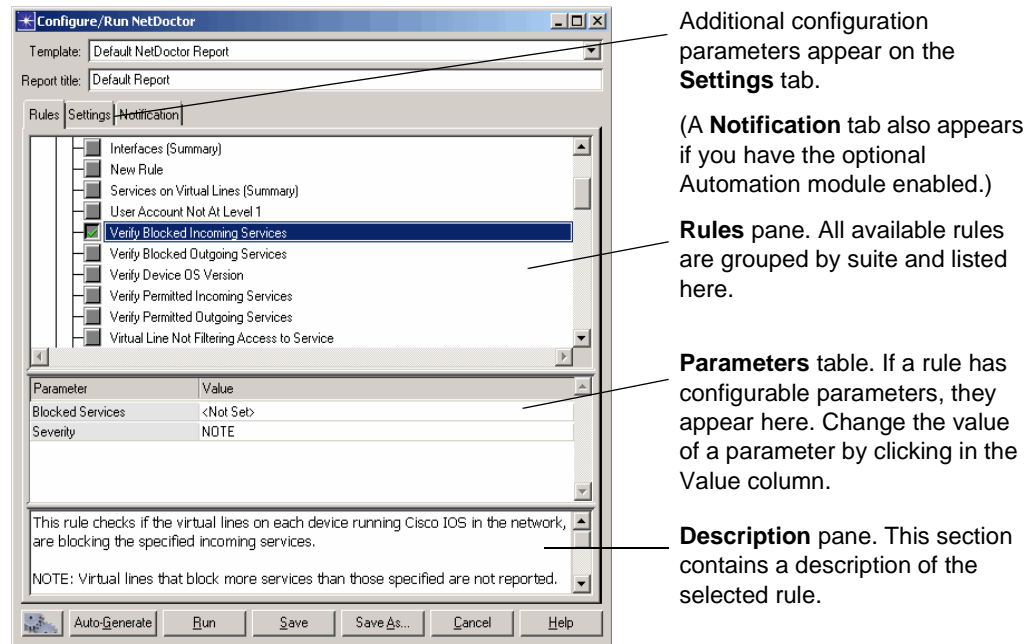 Configure/Run NetDoctor
Template: Default NetDoctor Report
Report title: Default Report
Rules Settings Notification
Interfaces (Summary)
New Rule
Services on Virtual Lines (Summary)
User Account Not At Level 1
Verify Blocked Incoming Services
Verify Blocked Outgoing Services
Verify Device OS Version
Verify Permitted Incoming Services
Verify Permitted Outgoing Services
Virtual Line Not Filtering Access to Service
Parameter Value
Blocked Services <Not Set>
Severity NOTE
This rule checks if the virtual lines on each device running Cisco IOS in the network,
are blocking the specified incoming services.
NOTE: Virtual lines that block more services than those specified are not reported.
Auto-Generate Run Save Save As... Cancel Help
Additional configuration
parameters appear on the
Settings tab.
(A Notification tab also appears
if you have the optional
Automation module enabled.)
Rules pane. All available rules
are grouped by suite and listed
here.
Parameters table. If a rule has
configurable parameters, they
appear here. Change the value
of a parameter by clicking in the
Value column.
Description pane. This section
contains a description of the
selected rule.